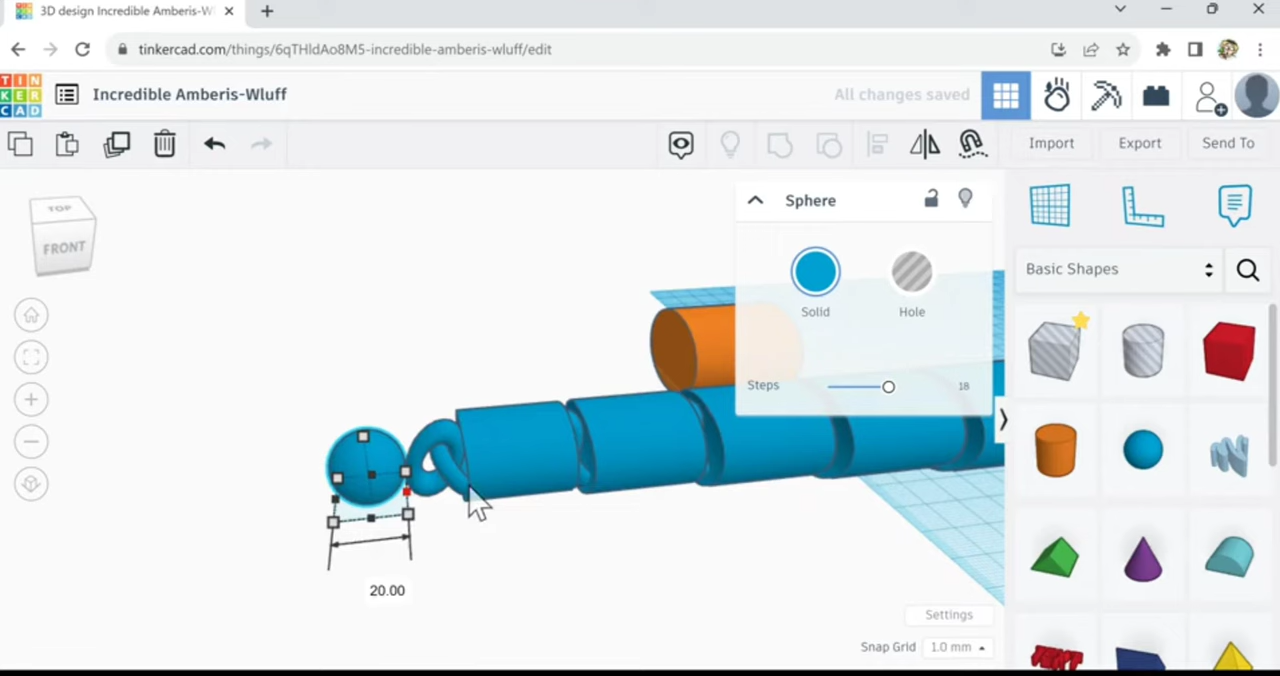 3D design Incredible Amberis-Wl
tinkercad.com/things/6qTHldAo8M5-incredible-amberis-wluff/edit
TIN
KER
CAD
Incredible Amberis-Wluff
All changes saved
Import
Export
Send To
TOP
FRONT
Sphere
Solid
Hole
Steps
18
Basic Shapes
20.00
Settings
Snap Grid
1.0 mm
TEXT